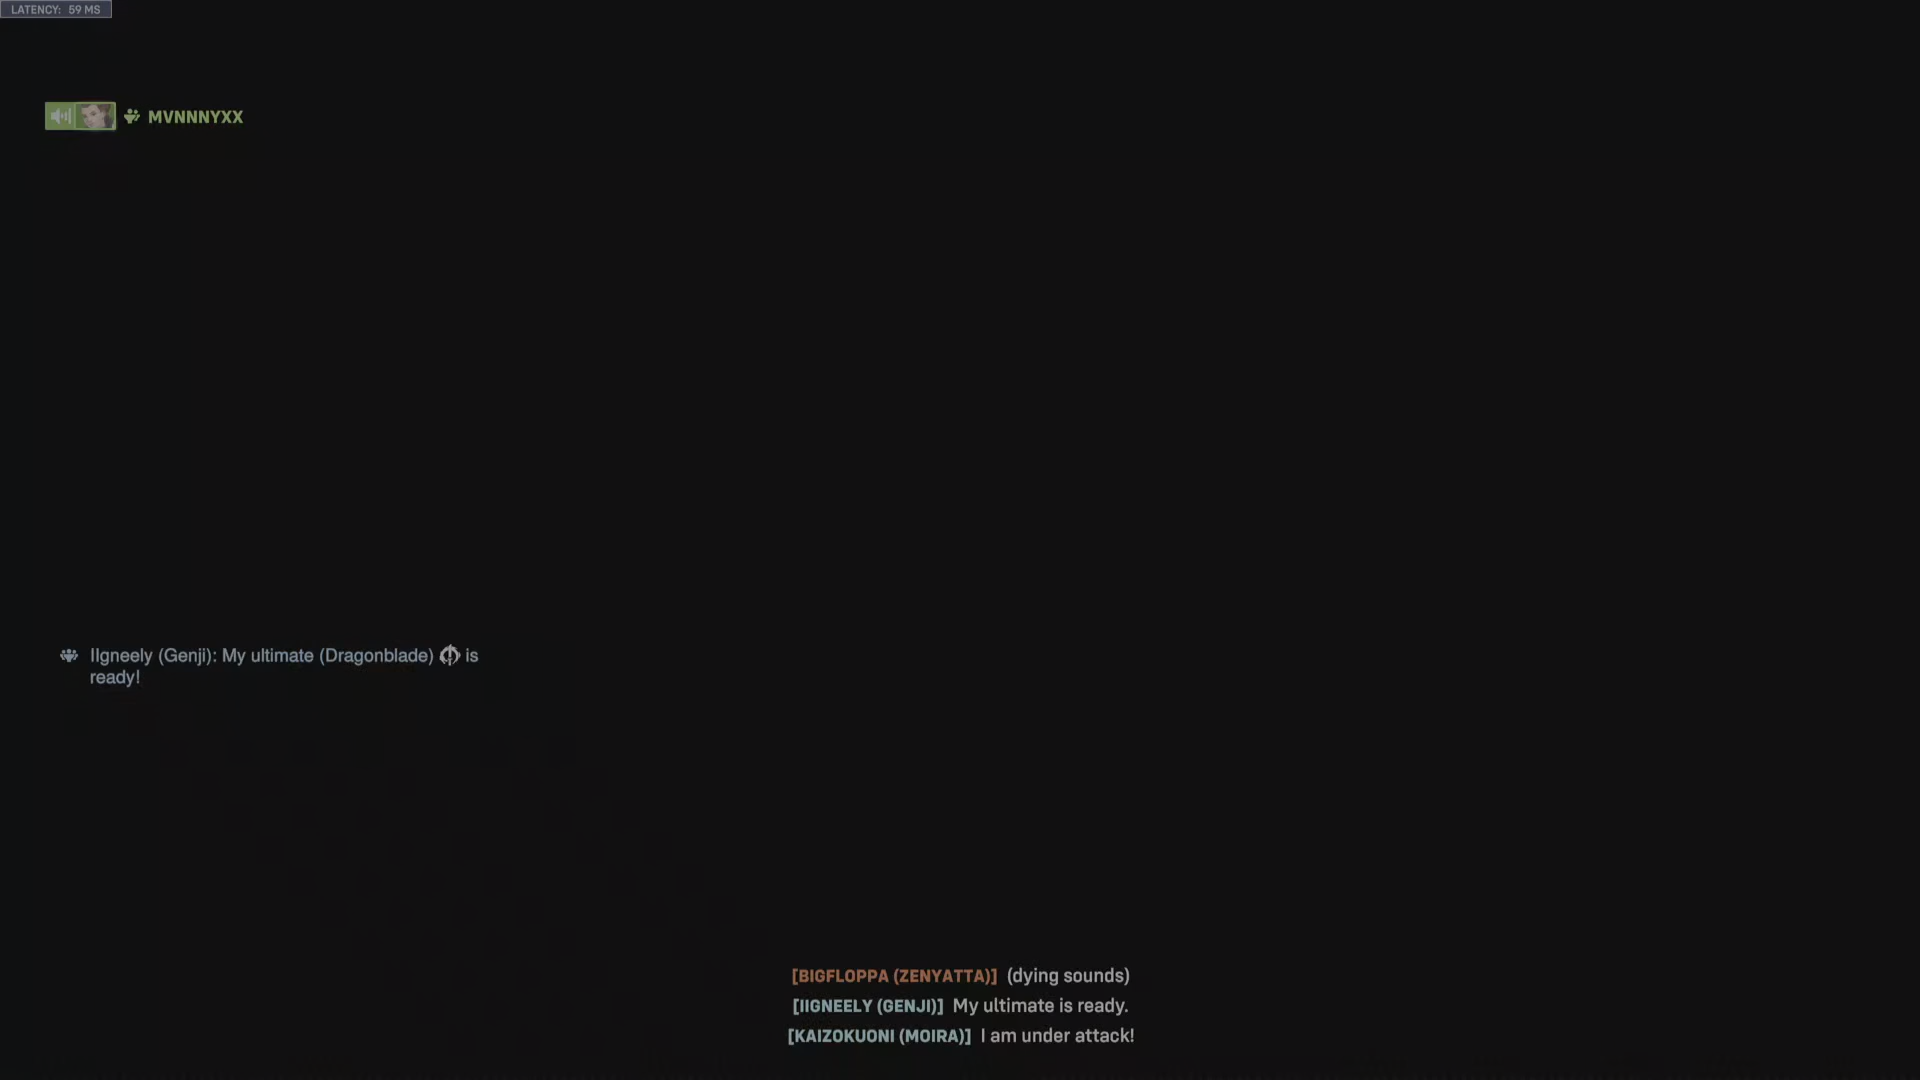 LATENCY: 59 MS
MVNNNYXX
IIgneely (Genji): My ultimate (Dragonblade) is
ready!
[BIGFLOPPA (ZENYATTA)] (dying sounds)
[IIGNEELY (GENJI)] My ultimate is ready.
[KAIZOKUONI (MOIRA)] I am under attack!